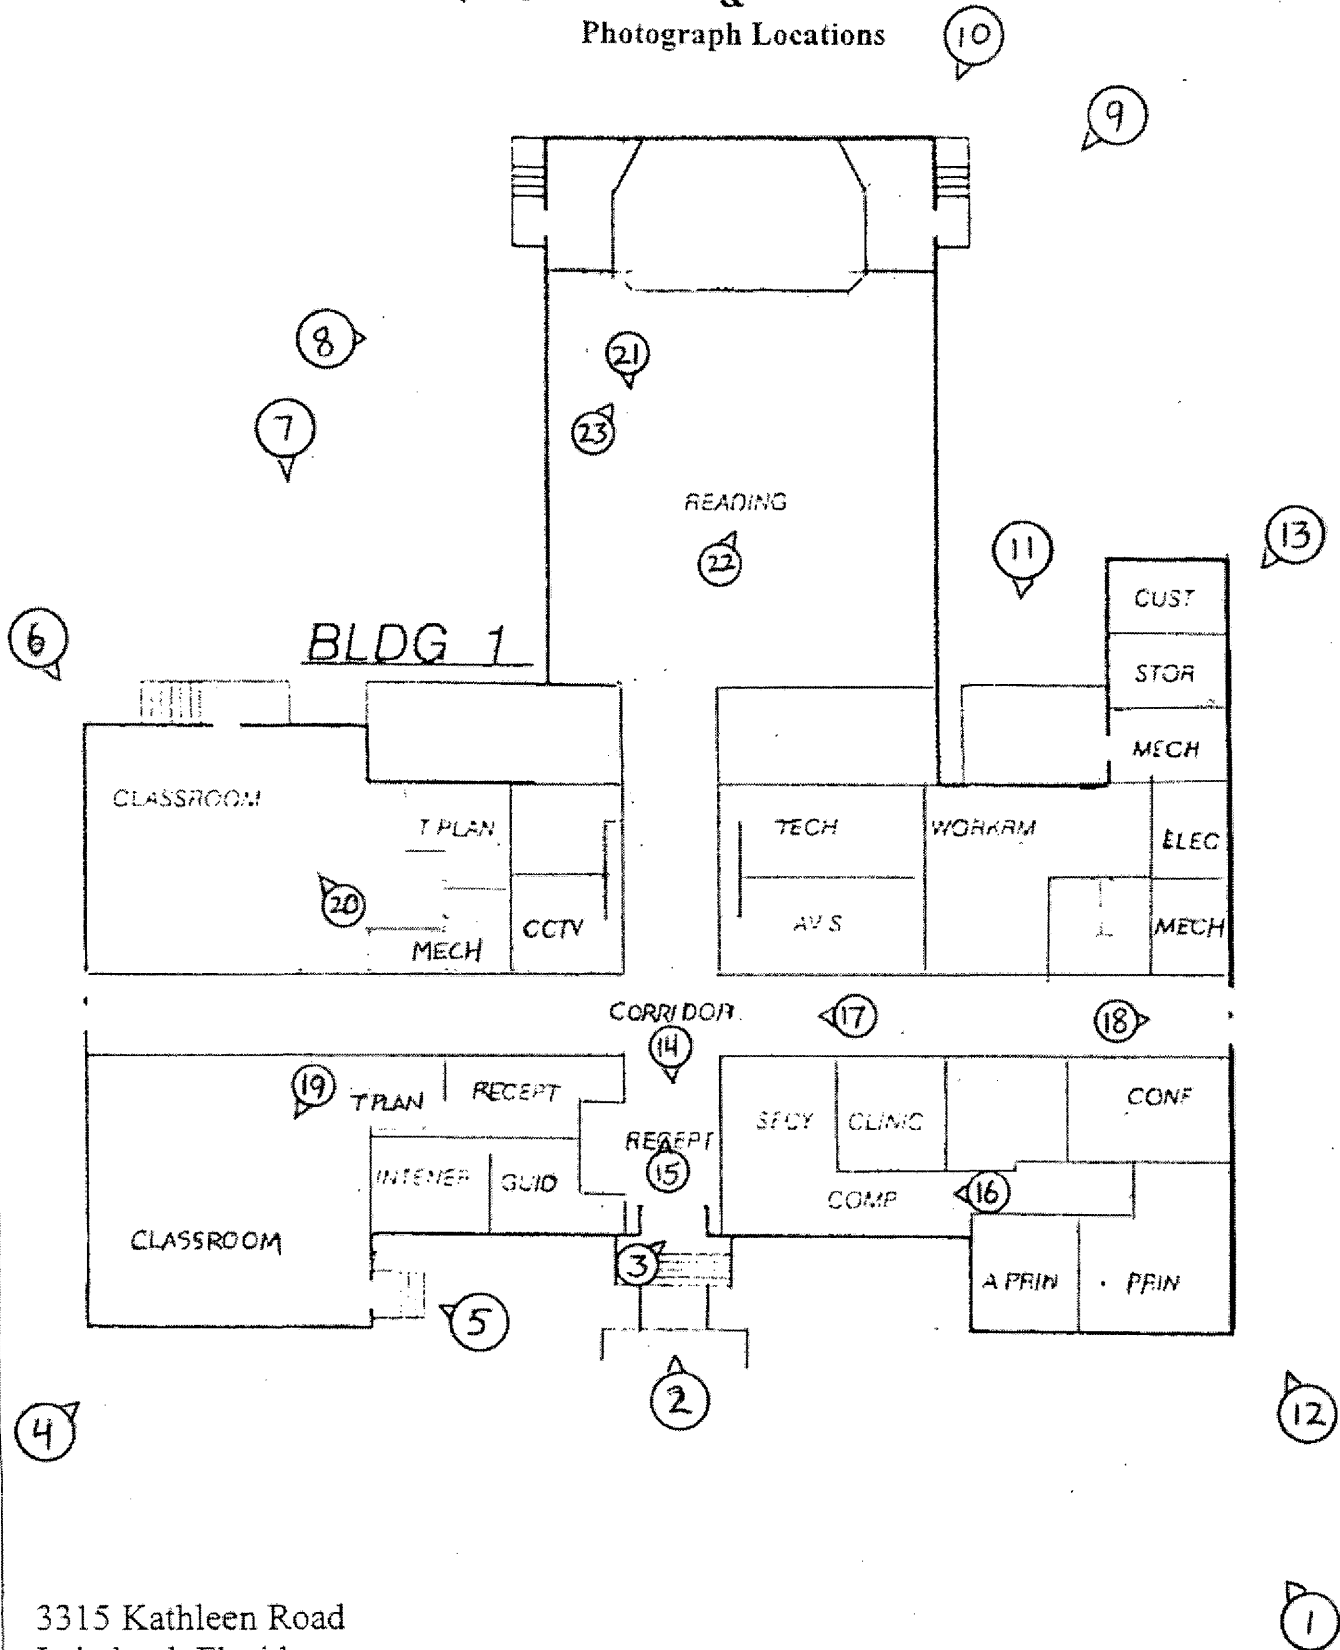 &
Photograph Locations
10
9
8
21
7
23
READING
22
11
13
CUST
6
BLDG 1
STOR
MECH
CLASSROOM
T PLAN
TECH
WORKRM
ELEC
20
CCTV
AVS
MECH
MECH
CORRIDOR
17
18
14
19
T PLAN
RECEPT
CONF
SECY
CLINIC
RECEPT
15
GUID
COMP
16
CLASSROOM
3
A PRIN
PRIN
5
2
12
4
3315 Kathleen Road
1